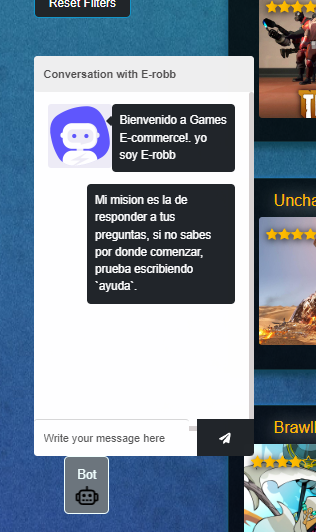 Reset Filters
Conversation with E-robb
Bienvenido a Games
E-commerce!. yo
soy E-robb
Mi mision es la de
responder a tus
preguntas, si no sabes
por donde comenzar,
prueba escribiendo
`ayuda`.
Uncha
Write your message here
Brawll
Bot